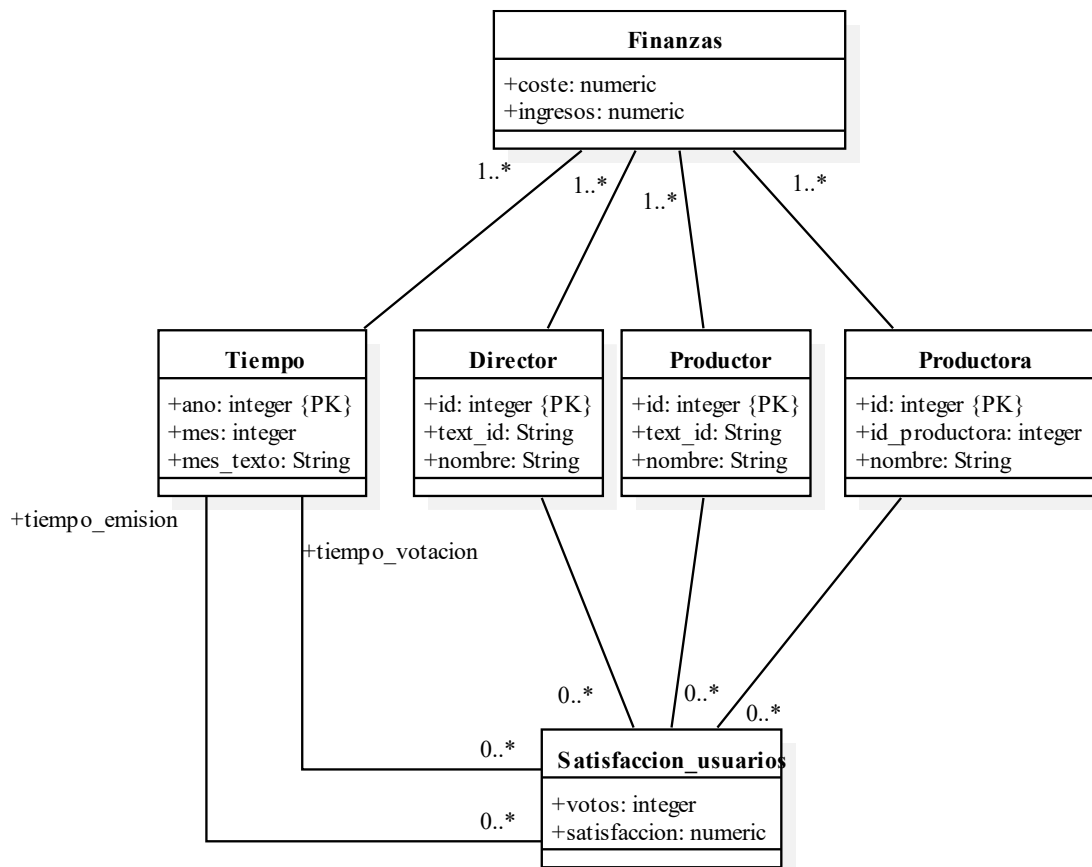 Finanzas
+coste: numeric
+ingresos: numeric
1..*
1..*
1..*
1..*
Tiempo
+ano: integer {PK}
+mes: integer
+mes_texto: String
Director
+id: integer {PK}
+text_id: String
+nombre: String
Productor
+id: integer {PK}
+text_id: String
+nombre: String
Productora
+id: integer {PK}
+id_productora: integer
+nombre: String
+tiempo_emision
+tiempo_votacion
0..*
0..*
0..*
0..*
0..*
Satisfaccion_usuarios
+votos: integer
+satisfaccion: numeric